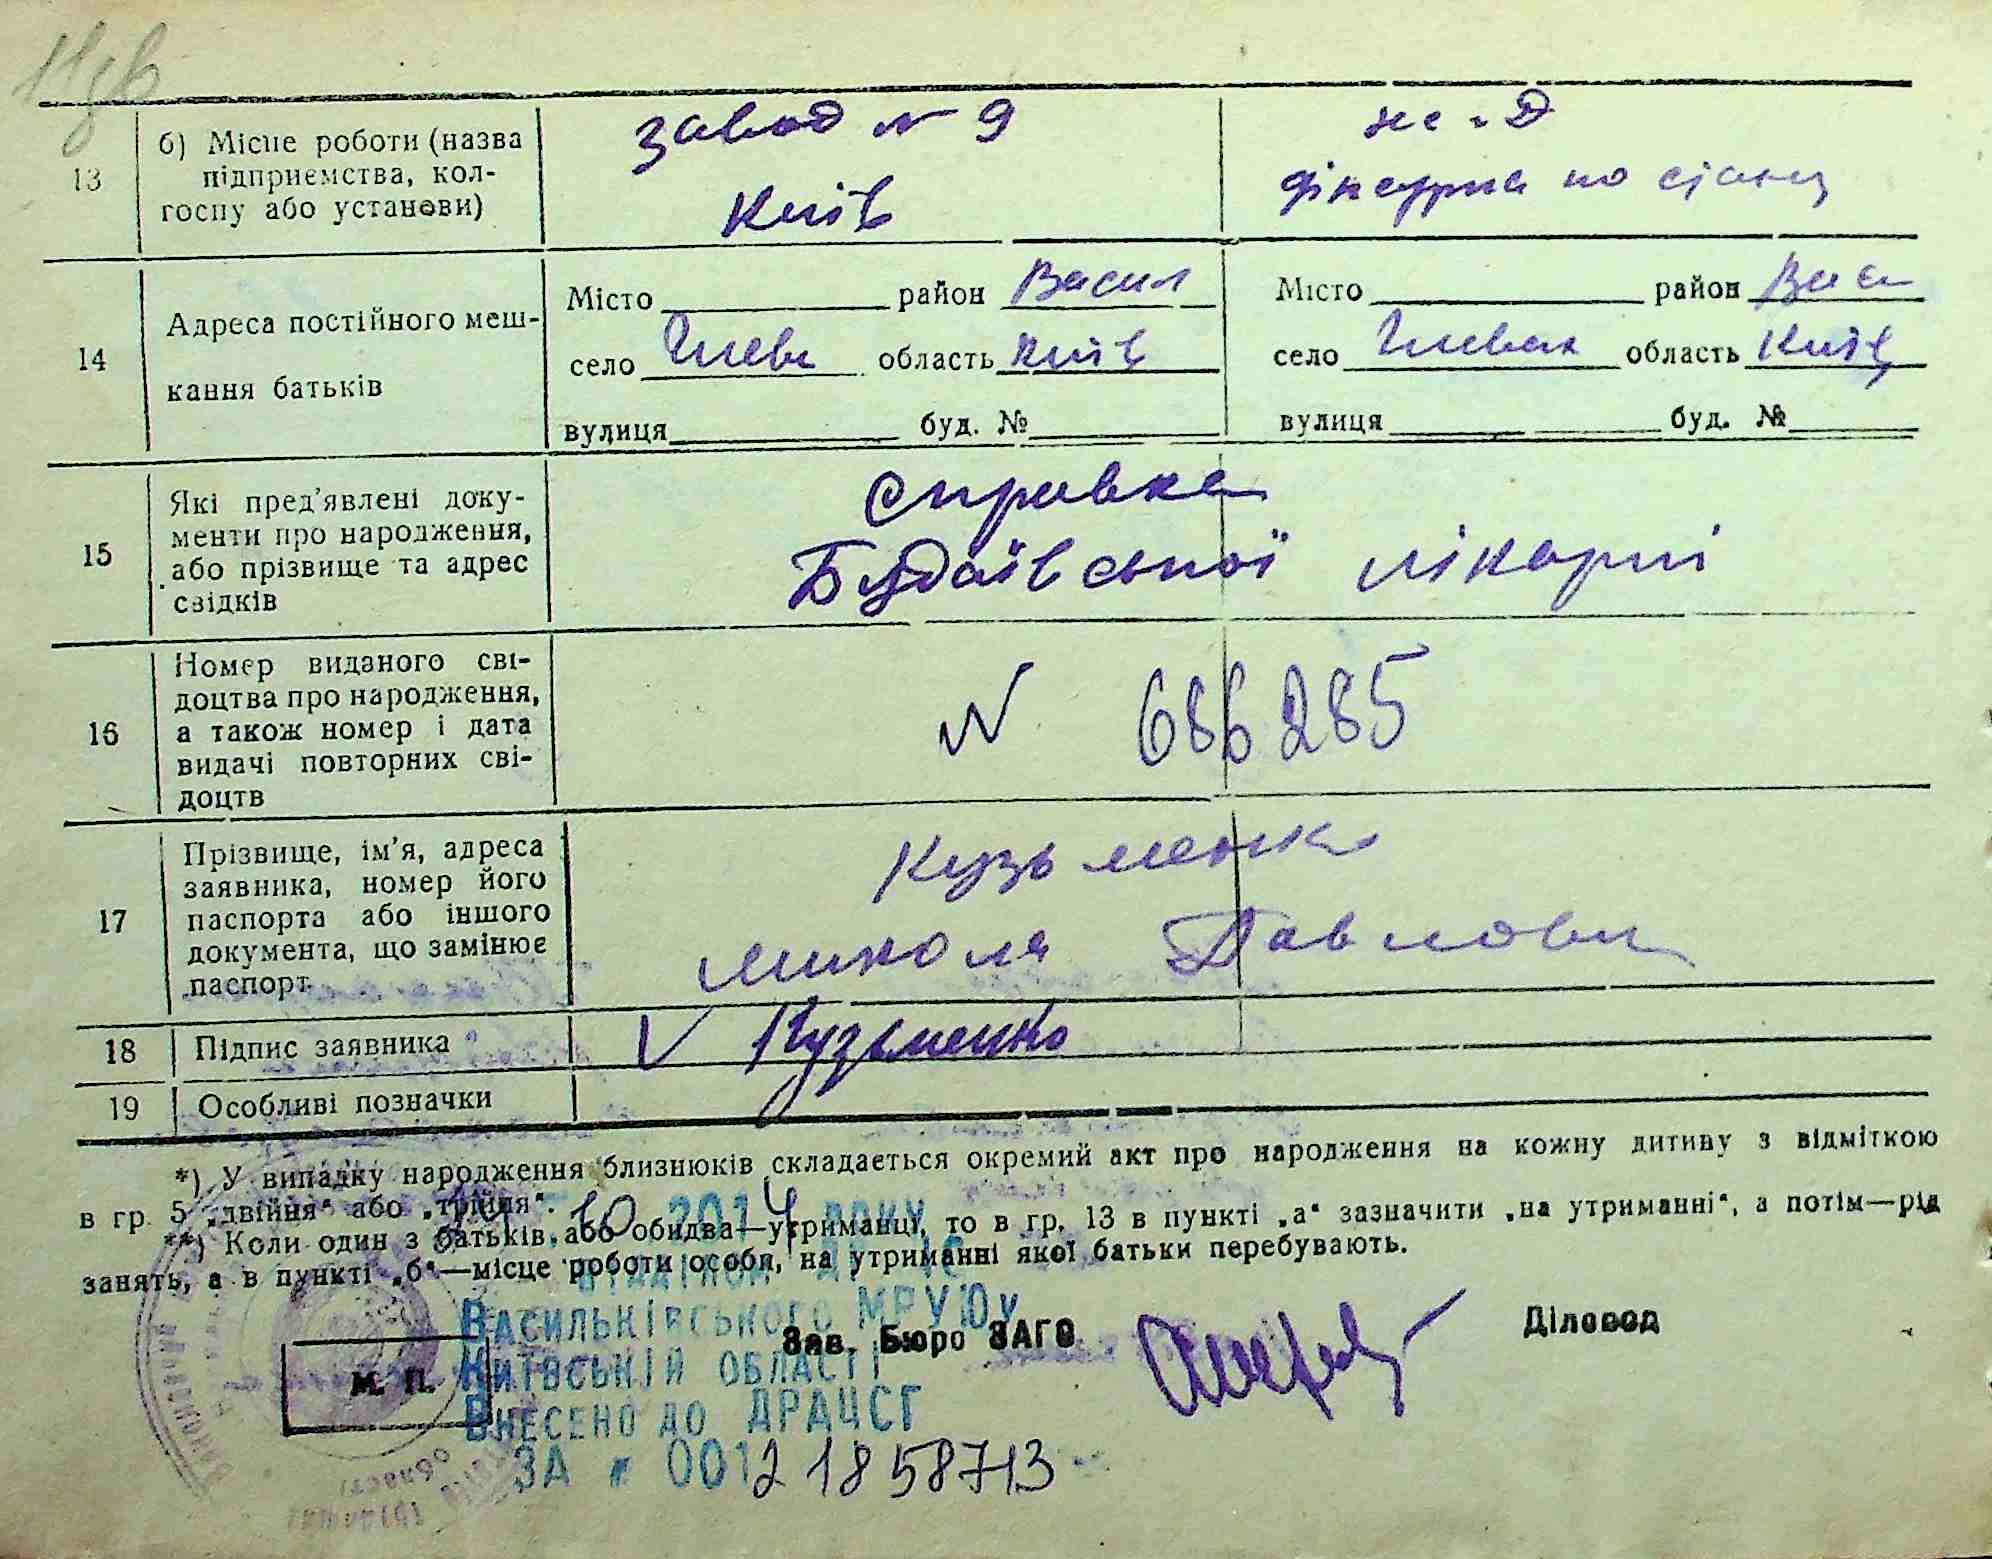 13
б) Місце роботи (назва
підприємства, кол-
госпу або установи)
завод № 9
Київ
по
14
Адреса постійного меш-
кання батьків
Місто район Васил
село область Київ
вулиця буд. №
Місто район
село область Київ
вулиця буд. №
15
Які пред'явлені доку-
менти про народження,
або прізвище та адрес
свідків
Справка
Будаївської лікарні
16
Номер виданого сві-
доцтва про народження,
а також номер і дата
видачі повторних сві-
доцтв
N 686285
17
Прізвище, ім'я, адреса
заявника, номер його
паспорта або іншого
документа, що замінює
паспорт
Кузьменко
Микола Павлович
18
Підпис заявника
V Кузьменко
19
Особливі позначки
*) У випадку народження близнюків складається окремий акт про народження на кожну дитину з відміткою
в гр. 5 „двійня“ або „трійня“.
**) Коли один з батьків, або обидва—утриманці, то в гр. 13 в пункті „а“ зазначити „на утриманні“, а потім—рід
занять, а в пункті „б“—місце роботи особи, на утриманні якої батьки перебувають.
10 2014 року
Васильківського МРУЮ у
Київській області
Внесено до ДРАЦСГ
За № 00121858713
М. П.
Зав. Бюро ЗАГС
Діловод